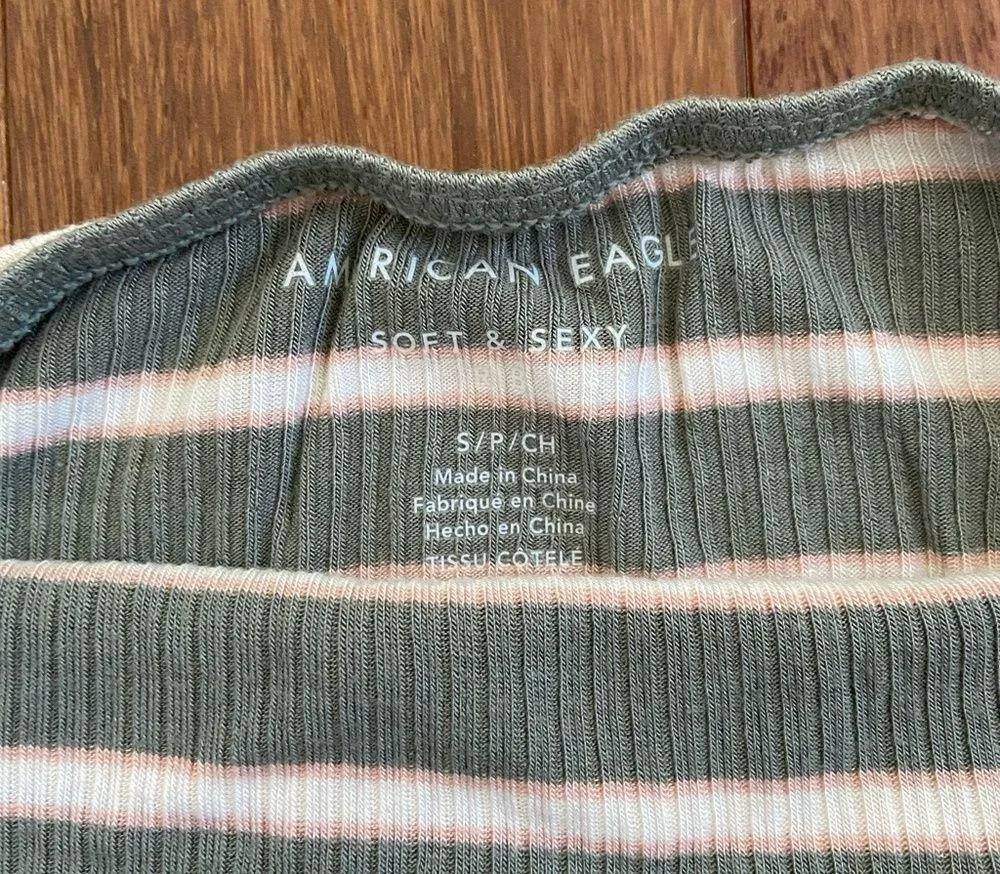 AMERICAN EAGLE
SOFT & SEXY
S/P/CH
Made in China
Fabriqué en Chine
Hecho en China
TISSU CÔTELÉ